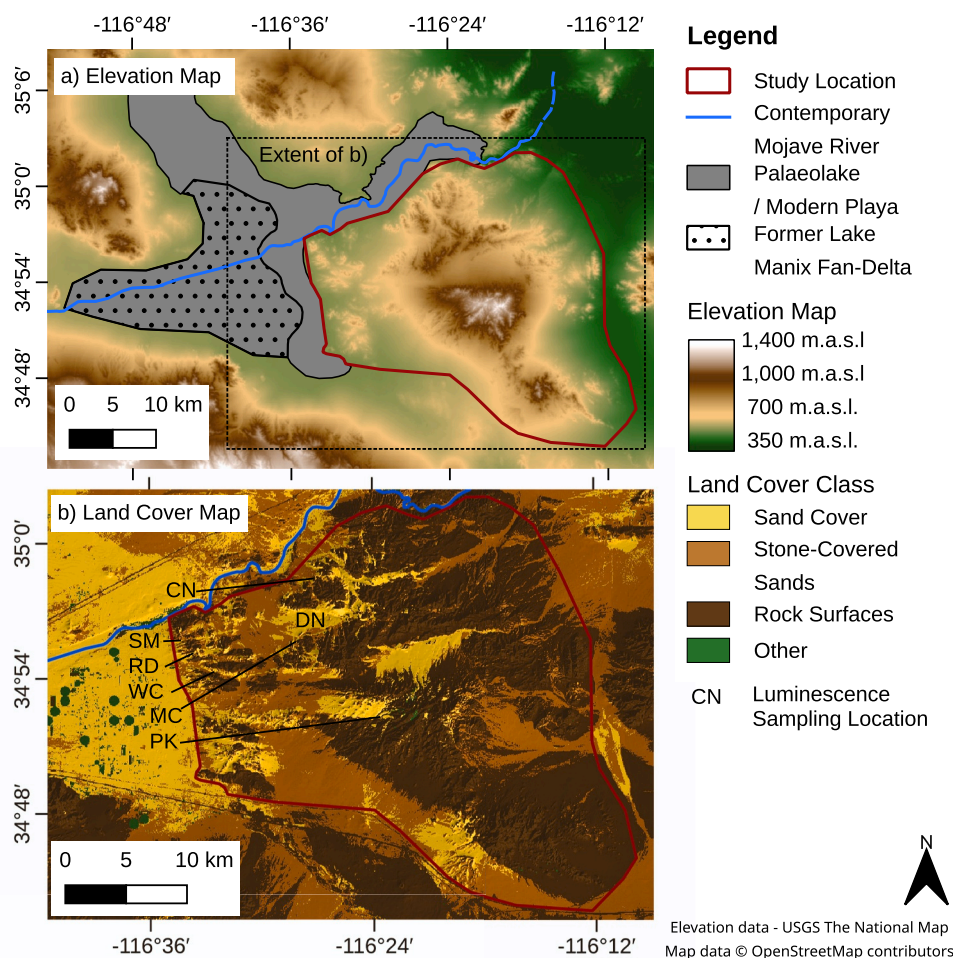 -116°48′ -116°36′ -116°24′ -116°12′
35°6′
35°0′
34°54′
34°48′
a) Elevation Map
Extent of b)
0 5 10 km
b) Land Cover Map
35°0′
34°54′
34°48′
CN
DN
SM
RD
WC
MC
PK
0 5 10 km
-116°36′ -116°24′ -116°12′
Legend
Study Location
Contemporary
Mojave River
Palaeolake
/ Modern Playa
Former Lake
Manix Fan-Delta
Elevation Map
1,400 m.a.s.l
1,000 m.a.s.l
700 m.a.s.l.
350 m.a.s.l.
Land Cover Class
Sand Cover
Stone-Covered
Sands
Rock Surfaces
Other
CN Luminescence
Sampling Location
N
Elevation data - USGS The National Map
Map data © OpenStreetMap contributors